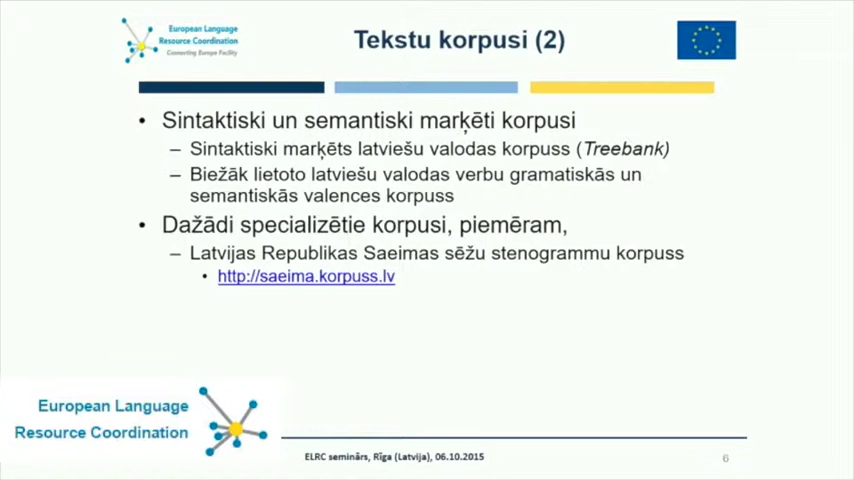 European Language
Resource Coordination
Connecting Europe Facility
Tekstu korpusi (2)
• Sintaktiski un semantiski marķēti korpusi
– Sintaktiski marķēts latviešu valodas korpuss (Treebank)
– Biežāk lietoto latviešu valodas verbu gramatiskās un
semantiskās valences korpuss
• Dažādi specializētie korpusi, piemēram,
– Latvijas Republikas Saeimas sēžu stenogrammu korpuss
• http://saeima.korpuss.lv
European Language
Resource Coordination
ELRC seminārs, Rīga (Latvija), 06.10.2015
6